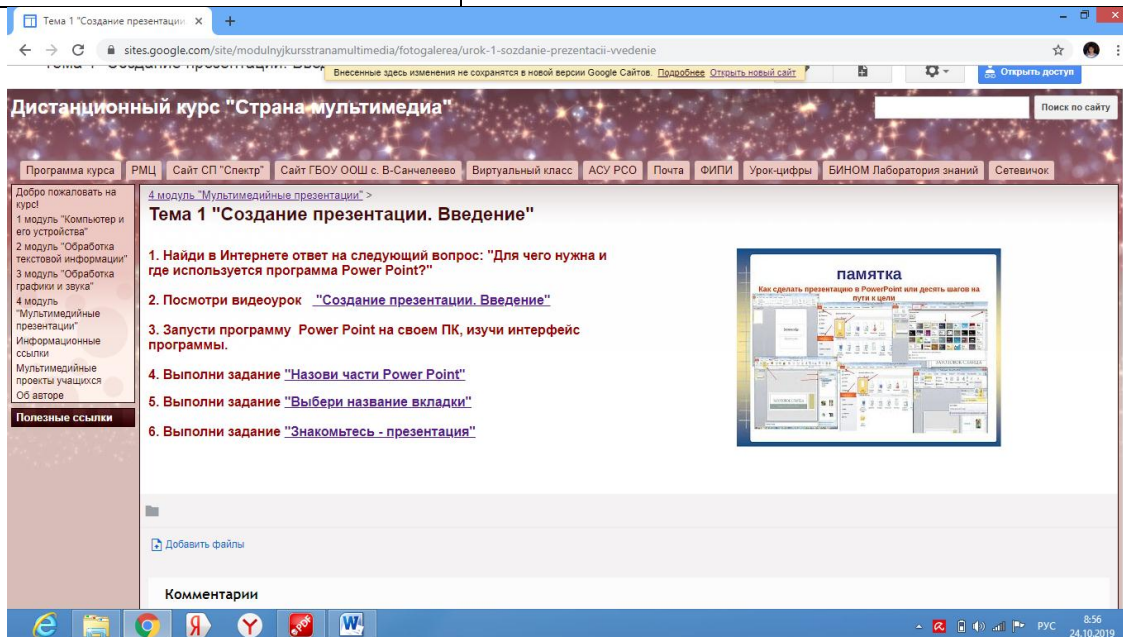 Тема 1 "Создание презентации
sites.google.com/site/modulnyjkursstranamultimedia/fotogalerea/urok-1-sozdanie-prezentacii-vvedenie
Внесенные здесь изменения не сохранятся в новой версии Google Сайтов. Подробнее Открыть новый сайт
Открыть доступ
Дистанционный курс "Страна мультимедиа"
Поиск по сайту
Программа курса РМЦ Сайт СП "Спектр" Сайт ГБОУ ООШ с. В-Санчелеево Виртуальный класс АСУ РСО Почта ФИПИ Урок-цифры БИНОМ Лаборатория знаний Сетевичок
Добро пожаловать на
курс!
1 модуль "Компьютер и
его устройства"
2 модуль "Обработка
текстовой информации"
3 модуль "Обработка
графики и звука"
4 модуль
"Мультимедийные
презентации"
Информационные
ссылки
Мультимедийные
проекты учащихся
Об авторе
Полезные ссылки
4 модуль "Мультимедийные презентации" >
Тема 1 "Создание презентации. Введение"
1. Найди в Интернете ответ на следующий вопрос: "Для чего нужна и
где используется программа Power Point?"
2. Посмотри видеоурок "Создание презентации. Введение"
3. Запусти программу Power Point на своем ПК, изучи интерфейс
программы.
4. Выполни задание "Назови части Power Point"
5. Выполни задание "Выбери название вкладки"
6. Выполни задание "Знакомьтесь - презентация"
памятка
Как сделать презентацию в PowerPoint или десять шагов на
пути к цели
Добавить файлы
Комментарии
РУС
8:56
24.10.2019